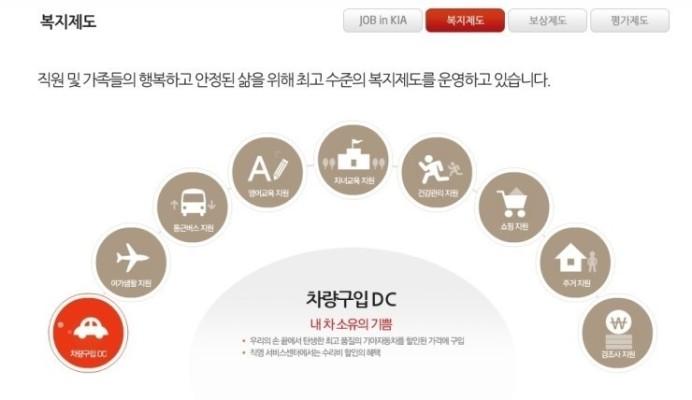 복지제도
JOB in KIA
복지제도
보상제도
평가제도
직원 및 가족들의 행복하고 안정된 삶을 위해 최고 수준의 복지제도를 운영하고 있습니다.
A
영어교육 지원
자녀교육 지원
건강관리 지원
통근버스 지원
쇼핑 지원
여가생활 지원
주거 지원
차량구입 DC
₩
경조사 지원
차량구입 DC
내 차 소유의 기쁨
우리의 손 끝에서 탄생한 최고 품질의 기아자동차를 할인된 가격에 구입
직영 서비스센터에서는 수리비 할인의 혜택